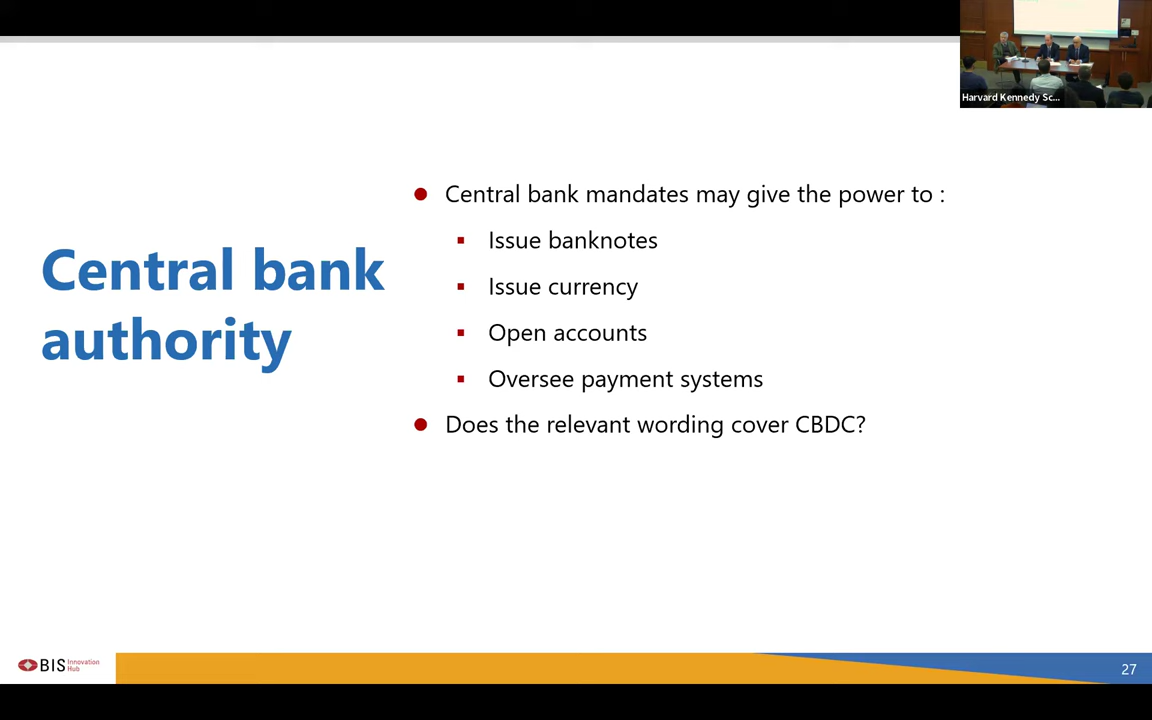 Harvard Kennedy Sc...
Central bank
authority
Central bank mandates may give the power to :
Issue banknotes
Issue currency
Open accounts
Oversee payment systems
Does the relevant wording cover CBDC?
BIS Innovation
Hub
27